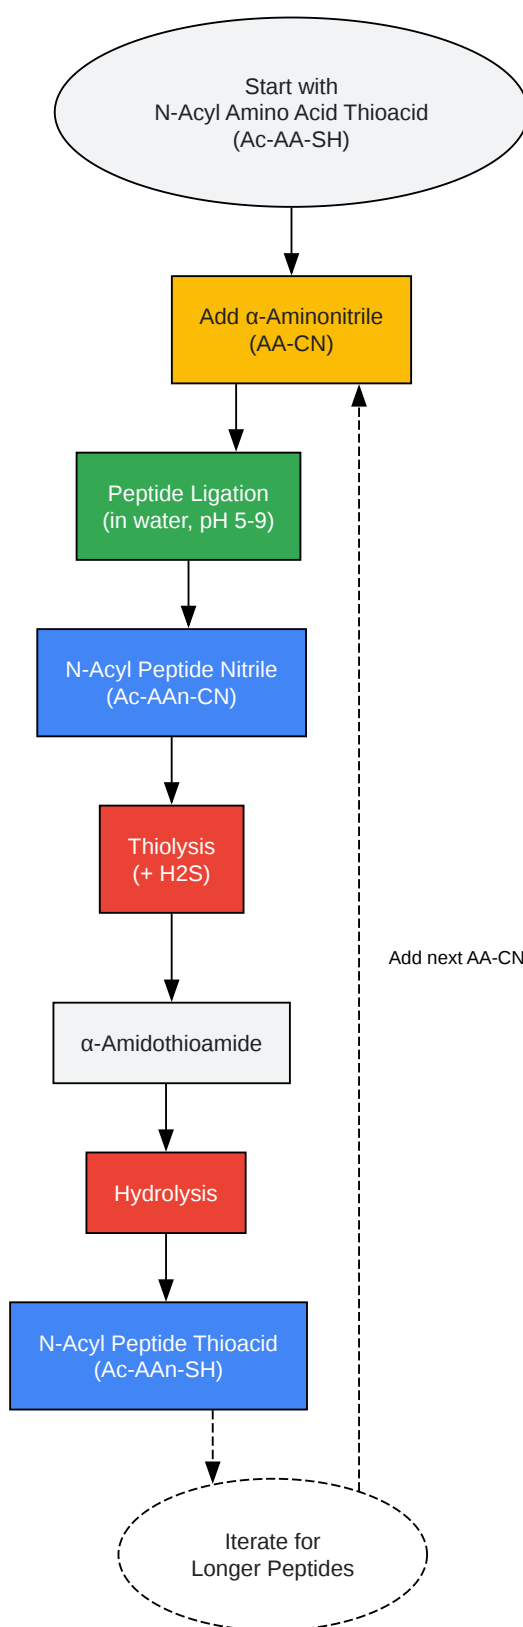 Start with
N-Acyl Amino Acid Thioacid
(Ac-AA-SH)
Add α-Aminonitrile
(AA-CN)
Peptide Ligation
(in water, pH 5-9)
N-Acyl Peptide Nitrile
(Ac-AAn-CN)
Thiolysis
(+ H2S)
Add next AA-CN
α-Amidothioamide
Hydrolysis
N-Acyl Peptide Thioacid
(Ac-AAn-SH)
Iterate for
Longer Peptides